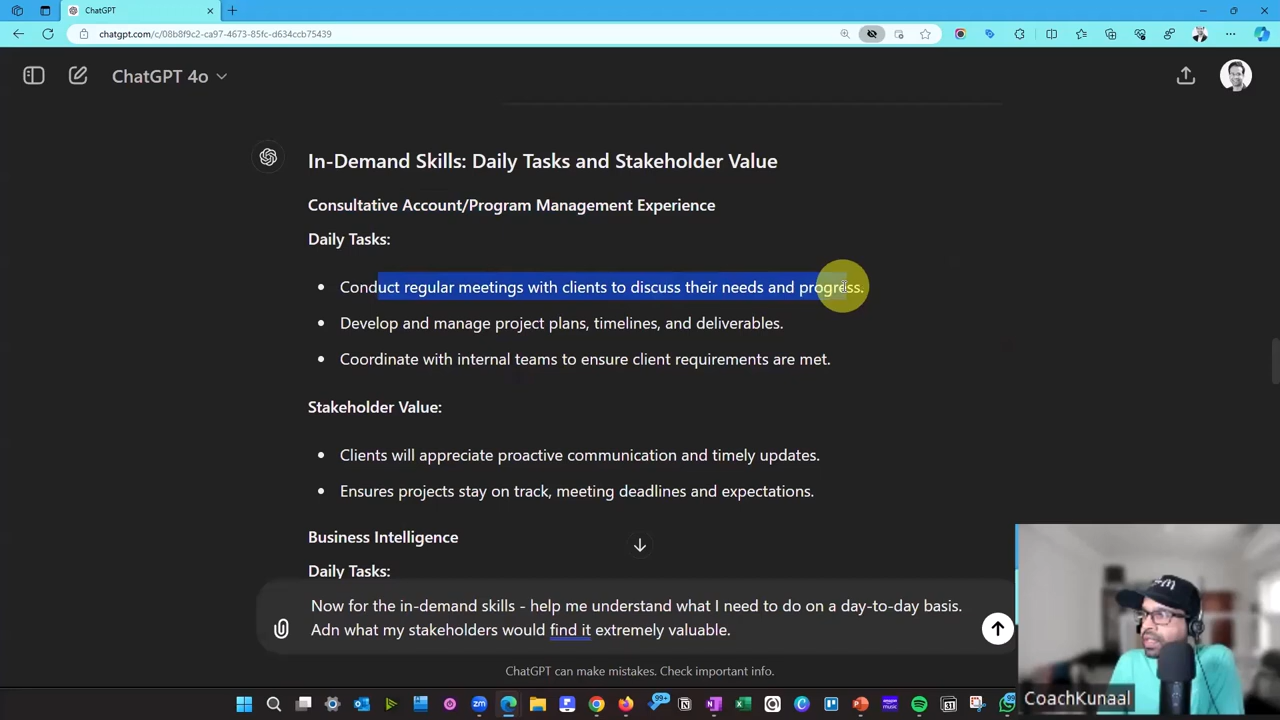 ChatGPT
chatgpt.com/c/08b8f9c2-ca97-4673-85fc-d634ccb75439
ChatGPT 4o
In-Demand Skills: Daily Tasks and Stakeholder Value
Consultative Account/Program Management Experience
Daily Tasks:
Conduct regular meetings with clients to discuss their needs and progress.
Develop and manage project plans, timelines, and deliverables.
Coordinate with internal teams to ensure client requirements are met.
Stakeholder Value:
Clients will appreciate proactive communication and timely updates.
Ensures projects stay on track, meeting deadlines and expectations.
Business Intelligence
Daily Tasks:
Now for the in-demand skills - help me understand what I need to do on a day-to-day basis.
Adn what my stakeholders would find it extremely valuable.
ChatGPT can make mistakes. Check important info.
CoachKunaal
99+